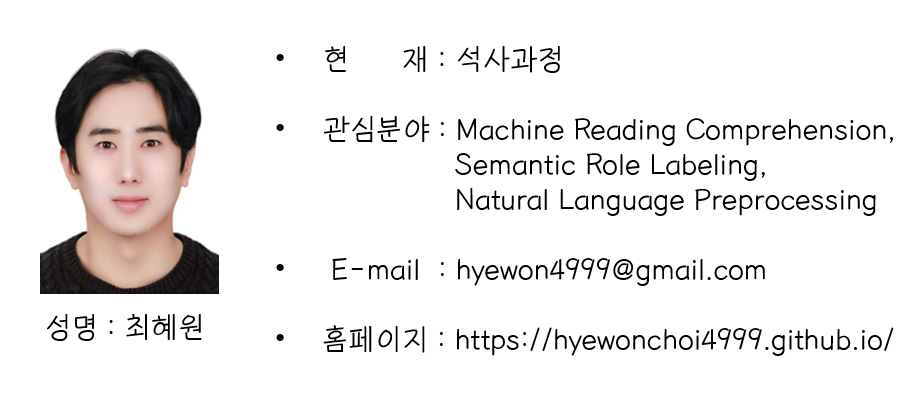 • 현 재 : 석사과정
• 관심분야 : Machine Reading Comprehension,
Semantic Role Labeling,
Natural Language Preprocessing
• E-mail : hyewon4999@gmail.com
성명 : 최혜원
• 홈페이지 : https://hyewonchoi4999.github.io/